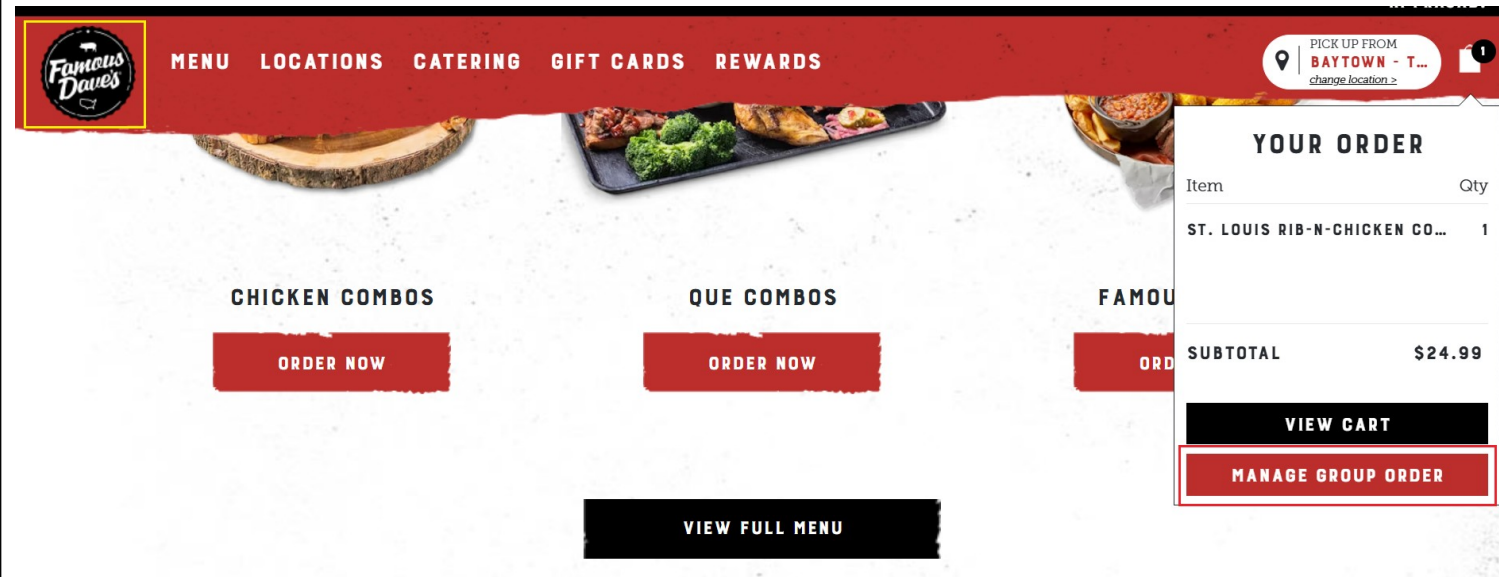 Famous
Dave's
MENU LOCATIONS CATERING GIFT CARDS REWARDS
PICK UP FROM
BAYTOWN - T...
change location >
1
YOUR ORDER
Item Qty
ST. LOUIS RIB-N-CHICKEN CO... 1
SUBTOTAL $24.99
VIEW CART
MANAGE GROUP ORDER
CHICKEN COMBOS QUE COMBOS FAMOU
ORDER NOW ORDER NOW ORD
VIEW FULL MENU